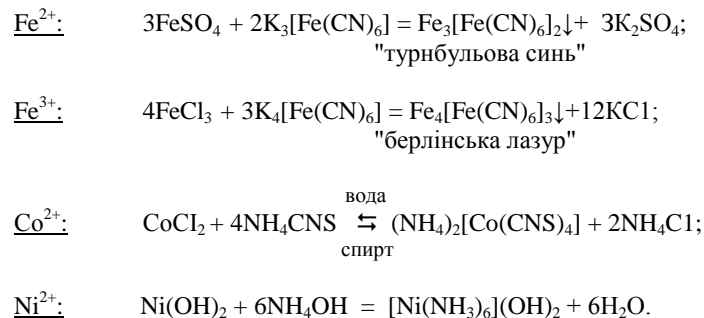 Fe²⁺: 3FeSO₄ + 2K₃[Fe(CN)₆] = Fe₃[Fe(CN)₆]₂↓+ 3K₂SO₄;
"турнбульова синь"
Fe³⁺: 4FeCl₃ + 3K₄[Fe(CN)₆] = Fe₄[Fe(CN)₆]₃↓+12КС1;
"берлінська лазур"
вода
Co²⁺: CoCI₂ + 4NH₄CNS ⇆ (NH₄)₂[Co(CNS)₄] + 2NH₄C1;
спирт
Ni²⁺: Ni(OH)₂ + 6NH₄OH = [Ni(NH₃)₆](OH)₂ + 6H₂O.